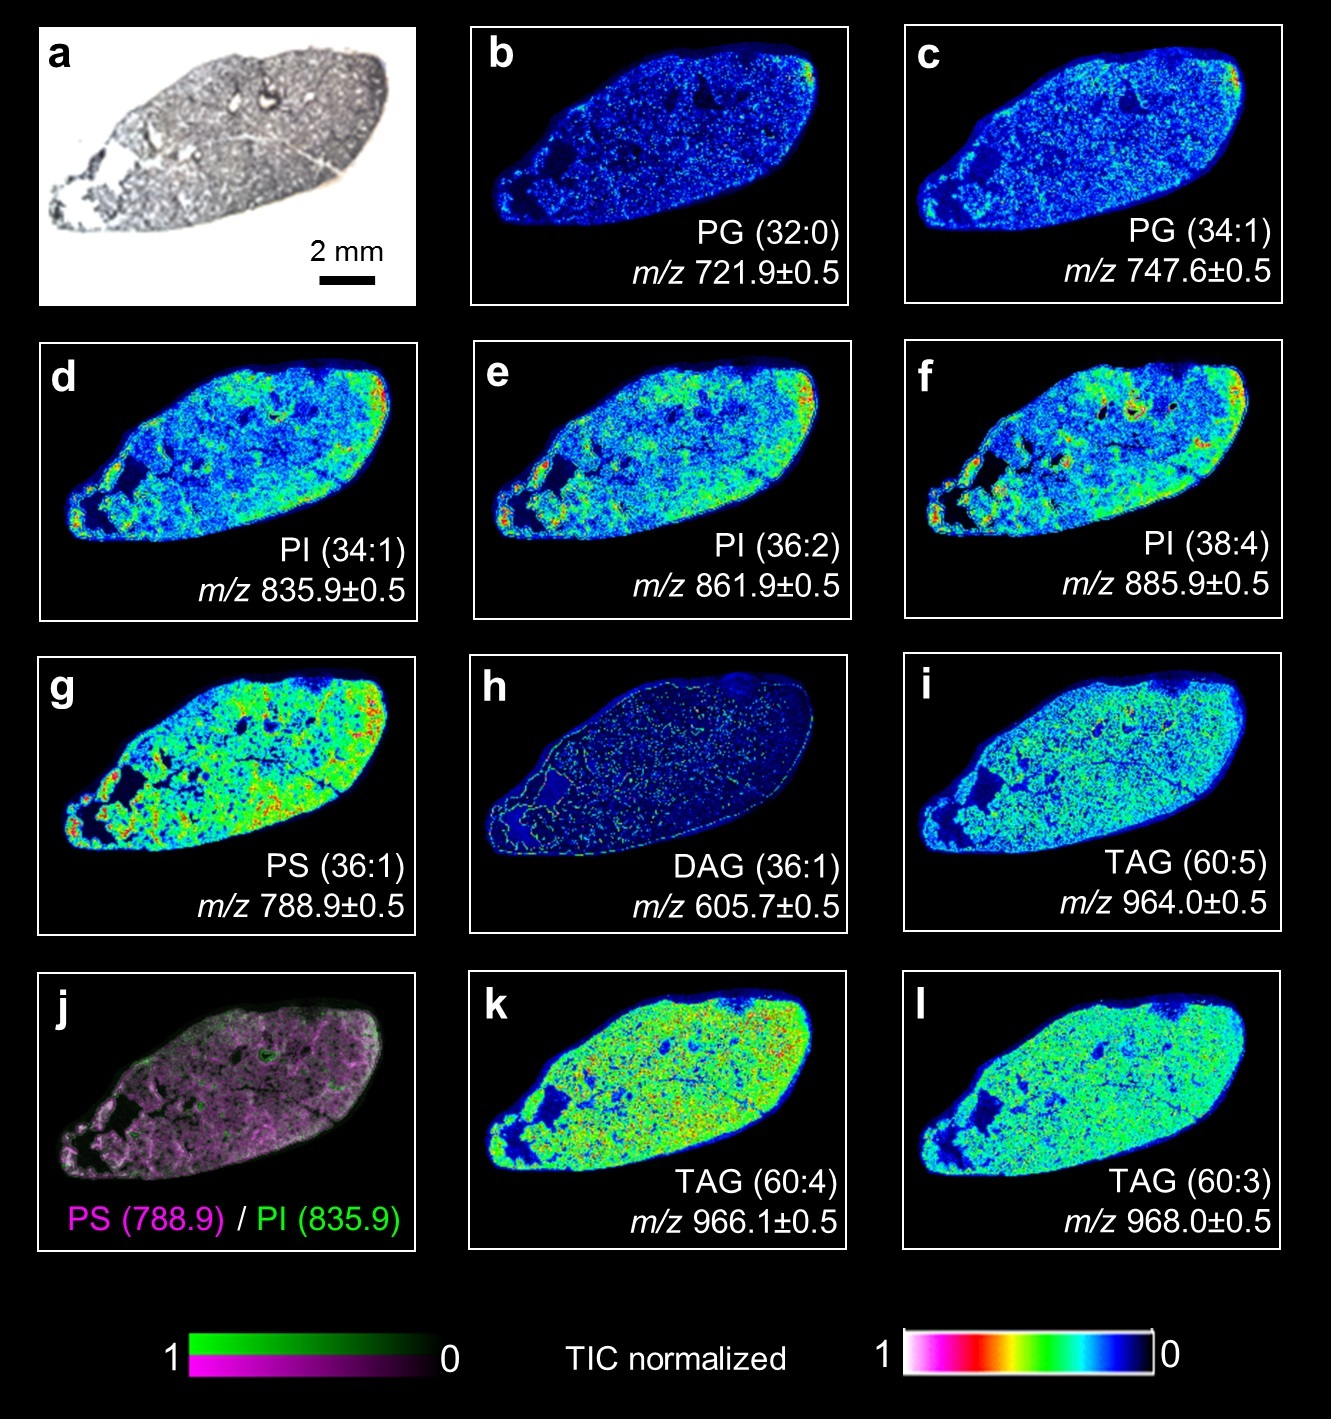 a
2 mm
b
PG (32:0)
m/z 721.9±0.5
c
PG (34:1)
m/z 747.6±0.5
d
PI (34:1)
m/z 835.9±0.5
e
PI (36:2)
m/z 861.9±0.5
f
PI (38:4)
m/z 885.9±0.5
g
PS (36:1)
m/z 788.9±0.5
h
DAG (36:1)
m/z 605.7±0.5
i
TAG (60:5)
m/z 964.0±0.5
j
PS (788.9) / PI (835.9)
k
TAG (60:4)
m/z 966.1±0.5
l
TAG (60:3)
m/z 968.0±0.5
1 0 TIC normalized 1 0